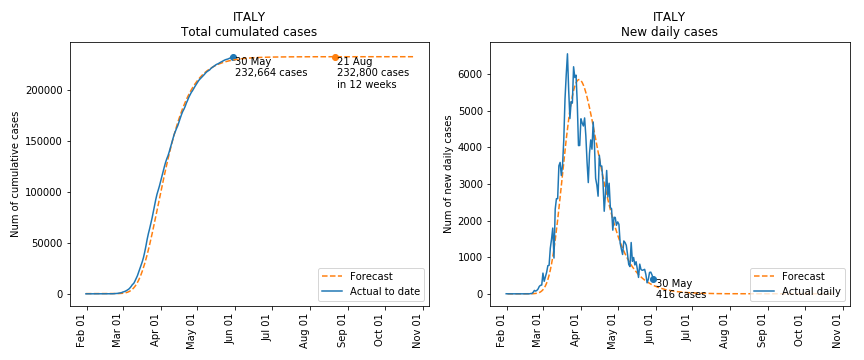 ITALY
Total cumulated cases
Num of cumulative cases
200000
150000
100000
50000
0
30 May
232,664 cases
21 Aug
232,800 cases
in 12 weeks
Forecast
Actual to date
Feb 01
Mar 01
Apr 01
May 01
Jun 01
Jul 01
Aug 01
Sep 01
Oct 01
Nov 01
ITALY
New daily cases
Num of new daily cases
6000
5000
4000
3000
2000
1000
0
30 May
416 cases
Forecast
Actual daily
Feb 01
Mar 01
Apr 01
May 01
Jun 01
Jul 01
Aug 01
Sep 01
Oct 01
Nov 01